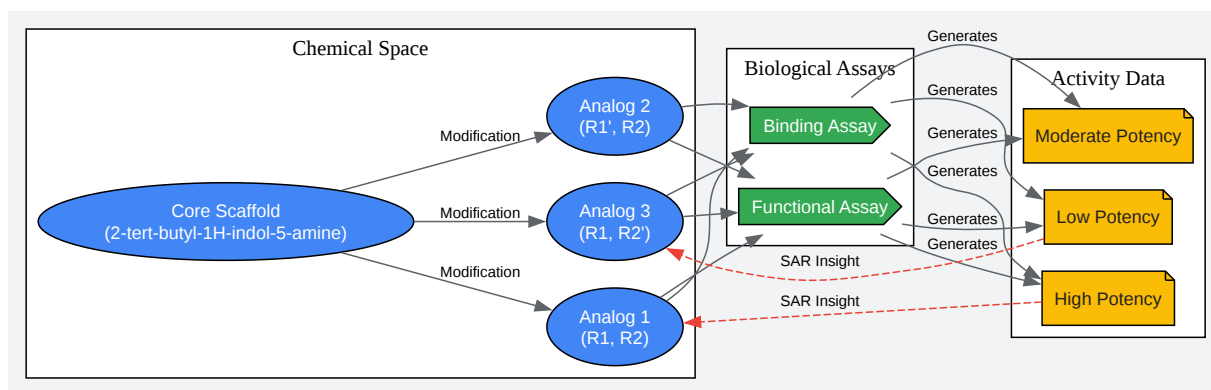 Chemical Space
Core Scaffold
(2-tert-butyl-1H-indol-5-amine)
Modification
Modification
Modification
Analog 2
(R1', R2)
Analog 3
(R1, R2')
Analog 1
(R1, R2)
Biological Assays
Binding Assay
Functional Assay
Generates
Generates
Generates
Generates
Generates
Generates
SAR Insight
SAR Insight
Activity Data
Moderate Potency
Low Potency
High Potency